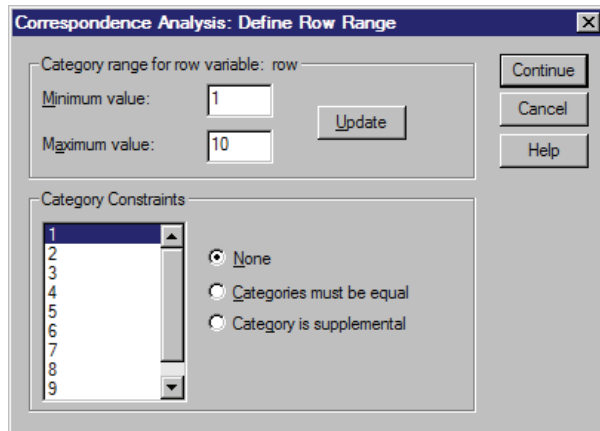 Correspondence Analysis: Define Row Range
Category range for row variable: row
Minimum value:
1
Maximum value:
10
Update
Continue
Cancel
Help
Category Constraints
1
2
3
4
5
6
7
8
9
None
Categories must be equal
Category is supplemental